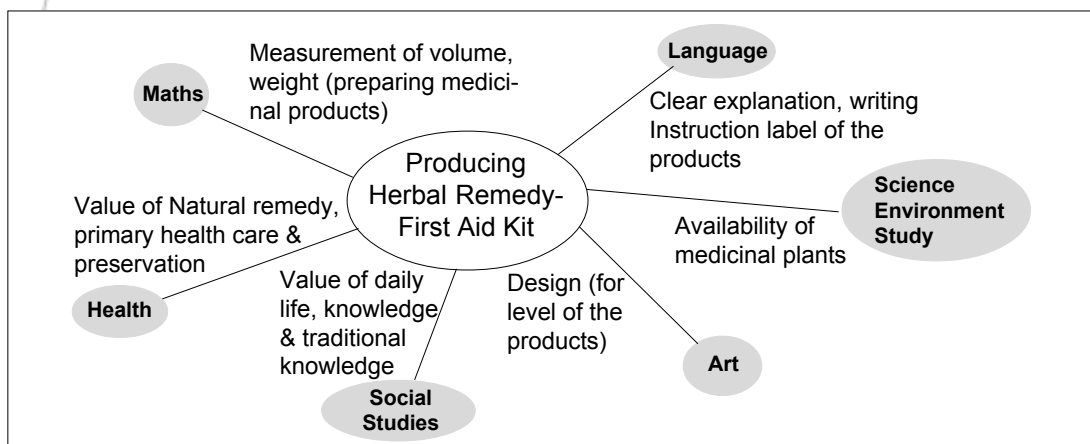 Maths
Measurement of volume,
weight (preparing medici-
nal products)
Language
Clear explanation, writing
Instruction label of the
products
Producing
Herbal Remedy-
First Aid Kit
Science
Environment
Study
Availability of
medicinal plants
Value of Natural remedy,
primary health care &
preservation
Health
Value of daily
life, knowledge
& traditional
knowledge
Social
Studies
Design (for
level of the
products)
Art